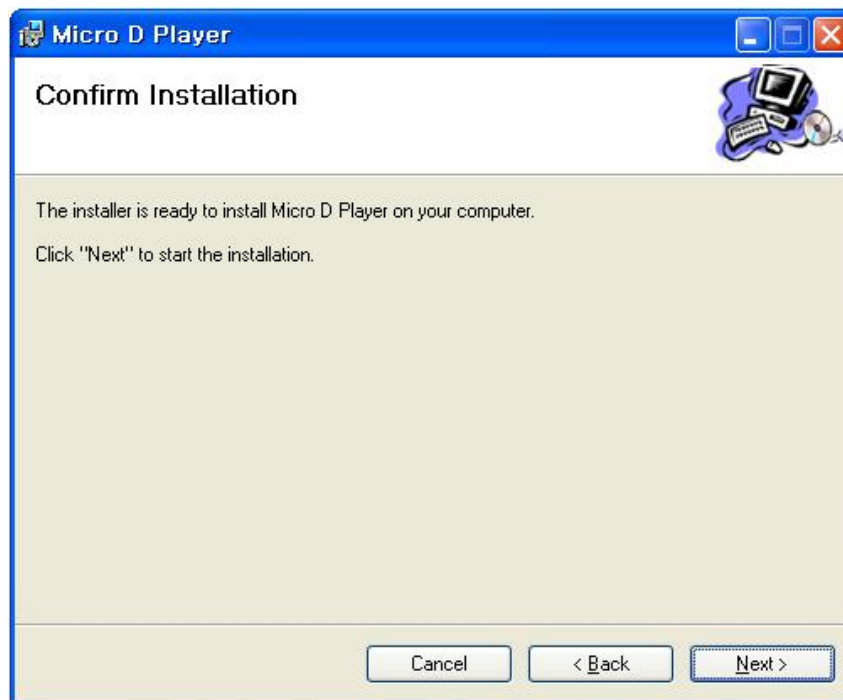 Micro D Player
Confirm Installation
The installer is ready to install Micro D Player on your computer.
Click "Next" to start the installation.
Cancel
< Back
Next >